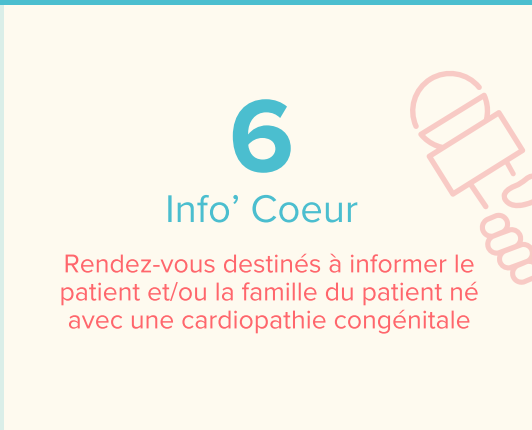 6
Info’ Coeur
Rendez-vous destinés à informer le
patient et/ou la famille du patient né
avec une cardiopathie congénitale